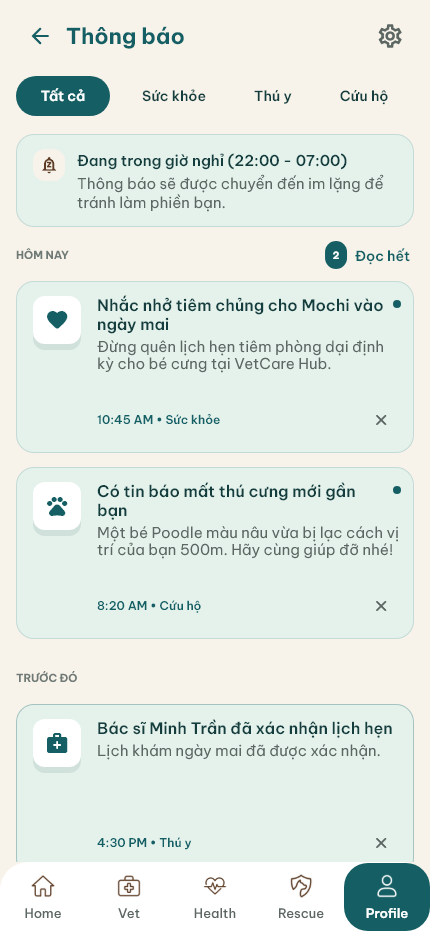 Thông báo
Tất cả
Sức khỏe
Thú y
Cứu hộ
Đang trong giờ nghỉ (22:00 - 07:00)
Thông báo sẽ được chuyển đến im lặng để
tránh làm phiền bạn.
HÔM NAY
2
Đọc hết
Nhắc nhở tiêm chủng cho Mochi vào
ngày mai
Đừng quên lịch hẹn tiêm phòng dại định
kỳ cho bé cưng tại VetCare Hub.
10:45 AM • Sức khỏe
Có tin báo mất thú cưng mới gần
bạn
Một bé Poodle màu nâu vừa bị lạc cách vị
trí của bạn 500m. Hãy cùng giúp đỡ nhé!
8:20 AM • Cứu hộ
TRƯỚC ĐÓ
Bác sĩ Minh Trần đã xác nhận lịch hẹn
Lịch khám ngày mai đã được xác nhận.
4:30 PM • Thú y
Home
Vet
Health
Rescue
Profile